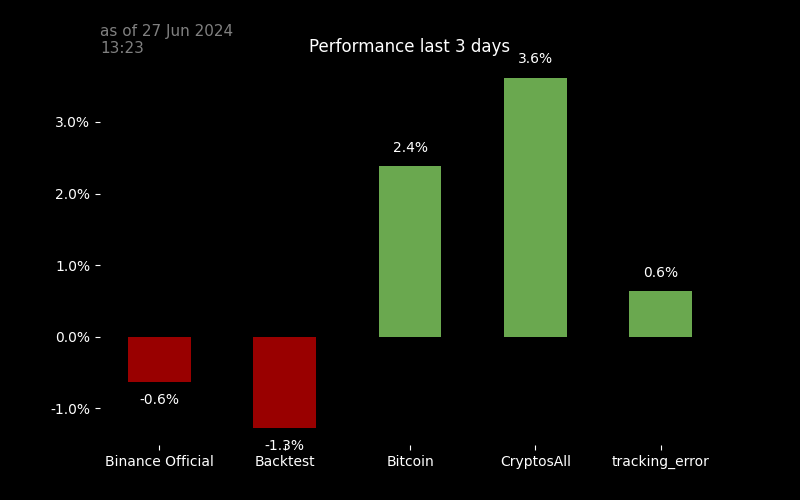 as of 27 Jun 2024
13:23
Performance last 3 days
3.6%
3.0%
2.4%
2.0%
1.0%
0.6%
0.0%
-0.6%
-1.0%
-1.3%
Binance Official
Backtest
Bitcoin
CryptosAll
tracking_error